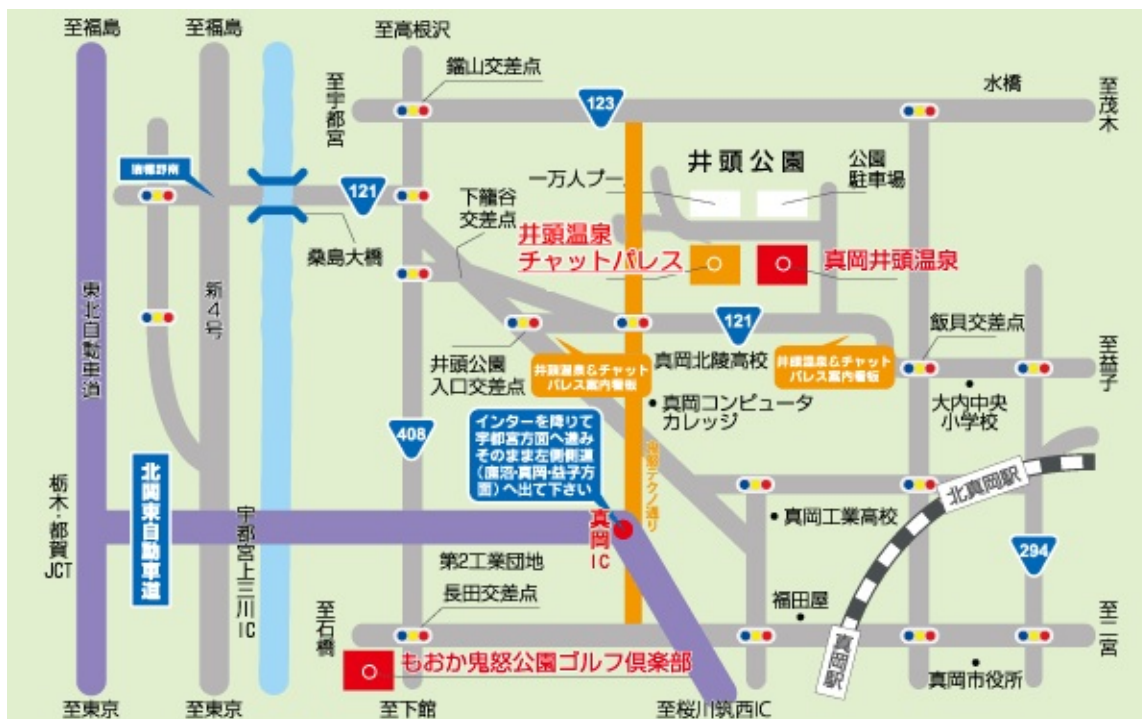 至福島
至福島
至高根沢
鐺山交差点
至宇都宮
123
水橋
至茂木
井頭公園
一万人プー
公園
駐車場
121
下籠谷
交差点
桑島大橋
井頭温泉
チャットパレス
真岡井頭温泉
東北自動車道
新4号
121
飯貝交差点
至益子
井頭公園
入口交差点
井頭温泉&チャット
パレス案内看板
真岡北陵高校
井頭温泉&チャット
パレス案内看板
真岡コンピュータ
カレッジ
大内中央
小学校
408
インターを降りて
宇都宮方面へ進み
そのまま左側側道
(鹿沼・真岡・益子方
面)へ出て下さい
鬼怒テクノ通り
北真岡駅
栃木・都賀
JCT
北関東自動車道
宇都宮上三川IC
真岡
IC
真岡工業高校
294
第2工業団地
長田交差点
福田屋
至石橋
至二宮
もおか鬼怒公園ゴルフ倶楽部
真岡駅
真岡市役所
至東京
至東京
至下館
至桜川筑西IC